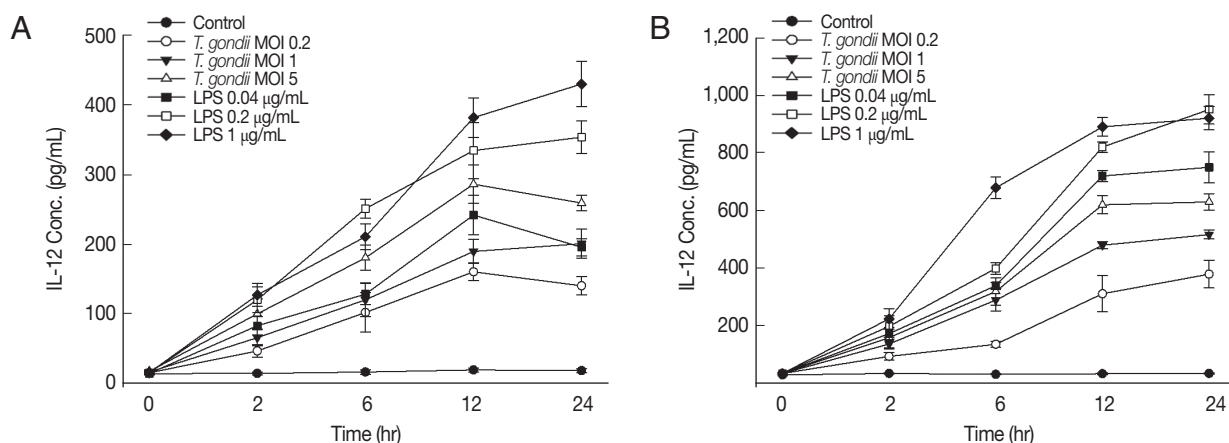 A
Control
T. gondii MOI 0.2
T. gondii MOI 1
T. gondii MOI 5
LPS 0.04 μg/mL
LPS 0.2 μg/mL
LPS 1 μg/mL
500
400
300
200
100
0
IL-12 Conc. (pg/mL)
0 2 6 12 24
Time (hr)
B
Control
T. gondii MOI 0.2
T. gondii MOI 1
T. gondii MOI 5
LPS 0.04 μg/mL
LPS 0.2 μg/mL
LPS 1 μg/mL
1,200
1,000
800
600
400
200
IL-12 Conc. (pg/mL)
0 2 6 12 24
Time (hr)